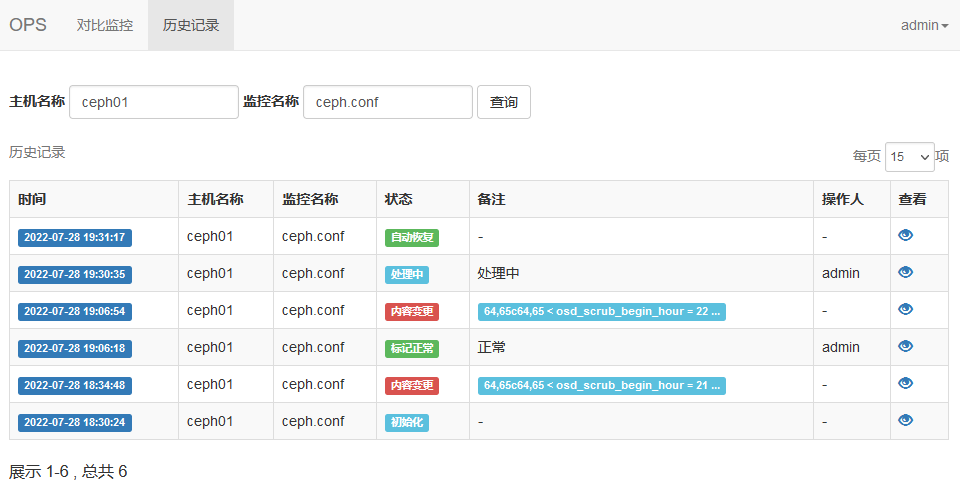 OPS 对比监控 历史记录 admin
主机名称 ceph01 监控名称 ceph.conf 查询
历史记录 每页 15 项
时间 主机名称 监控名称 状态 备注 操作人 查看
2022-07-28 19:31:17 ceph01 ceph.conf 自动恢复 - -
2022-07-28 19:30:35 ceph01 ceph.conf 处理中 处理中 admin
2022-07-28 19:06:54 ceph01 ceph.conf 内容变更 64,65c64,65 < osd_scrub_begin_hour = 22 ... -
2022-07-28 19:06:18 ceph01 ceph.conf 标记正常 正常 admin
2022-07-28 18:34:48 ceph01 ceph.conf 内容变更 64,65c64,65 < osd_scrub_begin_hour = 21 ... -
2022-07-28 18:30:24 ceph01 ceph.conf 初始化 - -
展示 1-6 , 总共 6